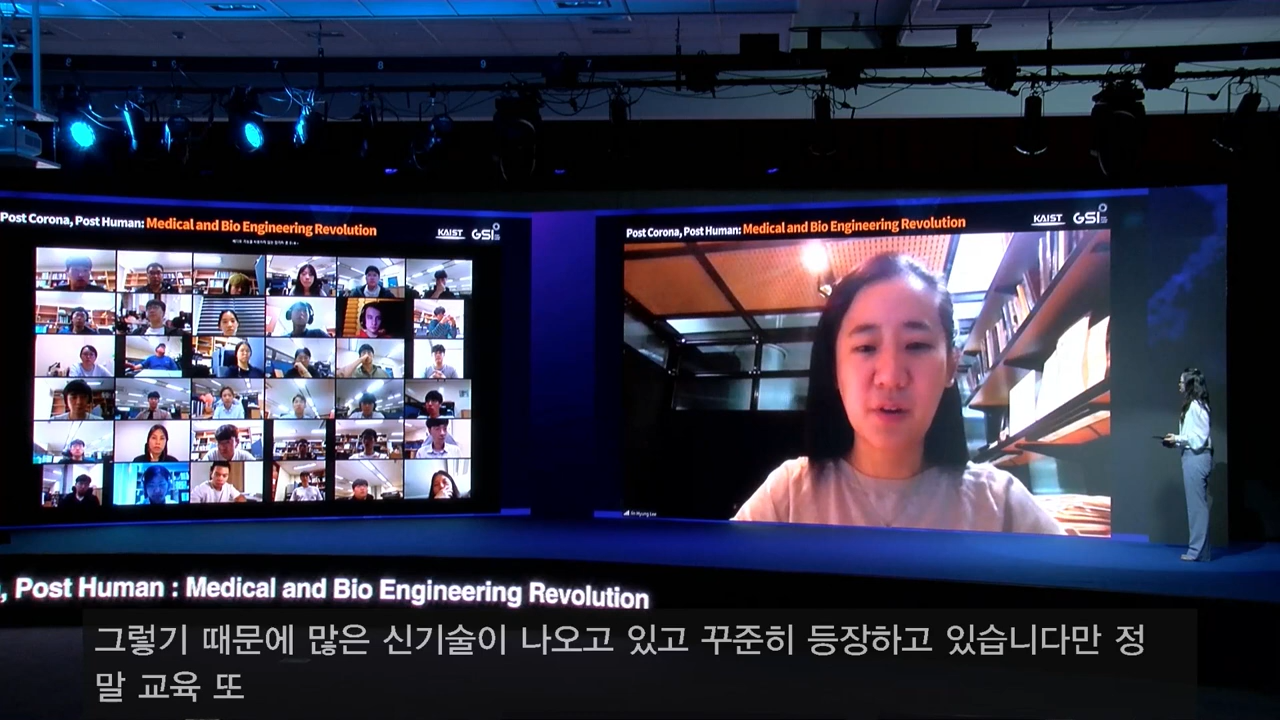 Post Corona, Post Human: Medical and Bio Engineering Revolution
KAIST GSI
Post Corona, Post Human: Medical and Bio Engineering Revolution
KAIST GSI
, Post Human : Medical and Bio Engineering Revolution
그렇기 때문에 많은 신기술이 나오고 있고 꾸준히 등장하고 있습니다만 정
말 교육 또